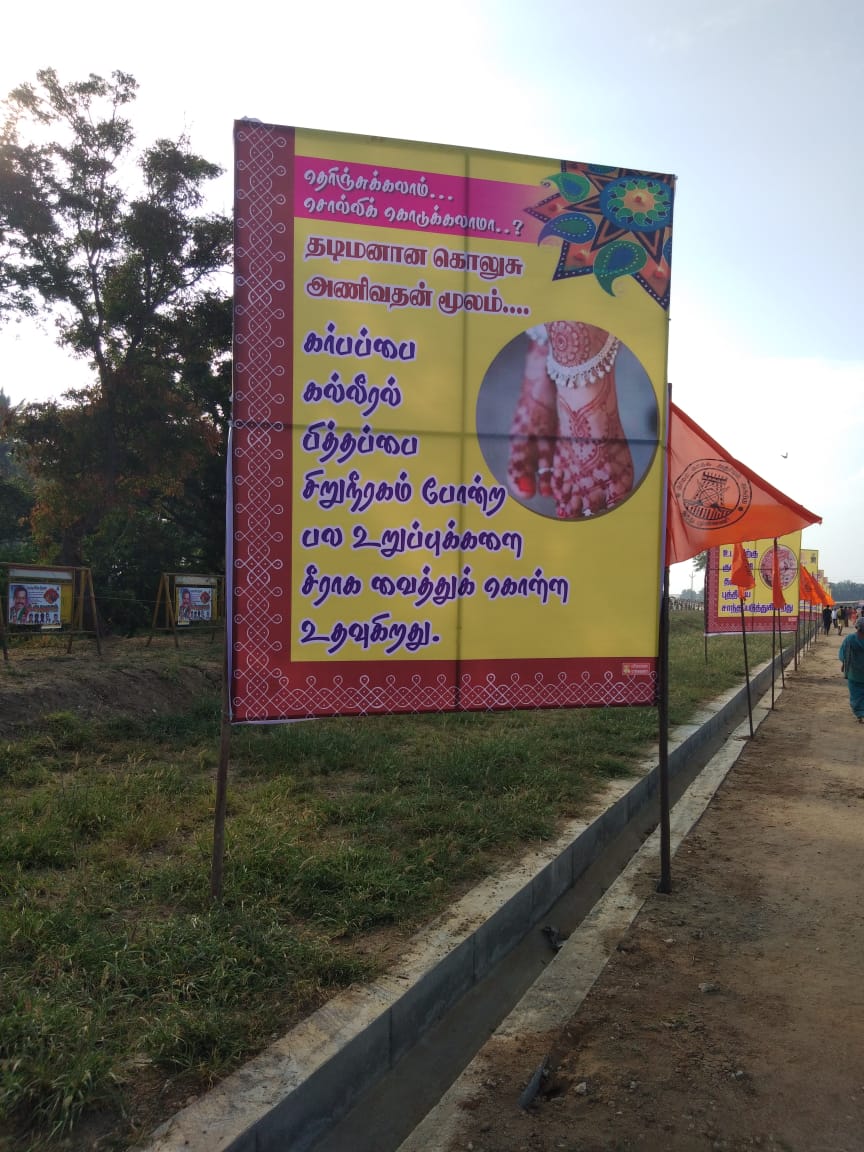 தெரிஞ்சுக்கலாம்...
சொல்லிக் கொடுக்கலாமா..?
தடிமனான கொலுசு
அணிவதன் மூலம்....
கர்பப்பை
கல்லீரல்
பித்தப்பை
சிறுநீரகம் போன்ற
பல உறுப்புக்களை
சீராக வைத்துக் கொள்ள
உதவுகிறது.